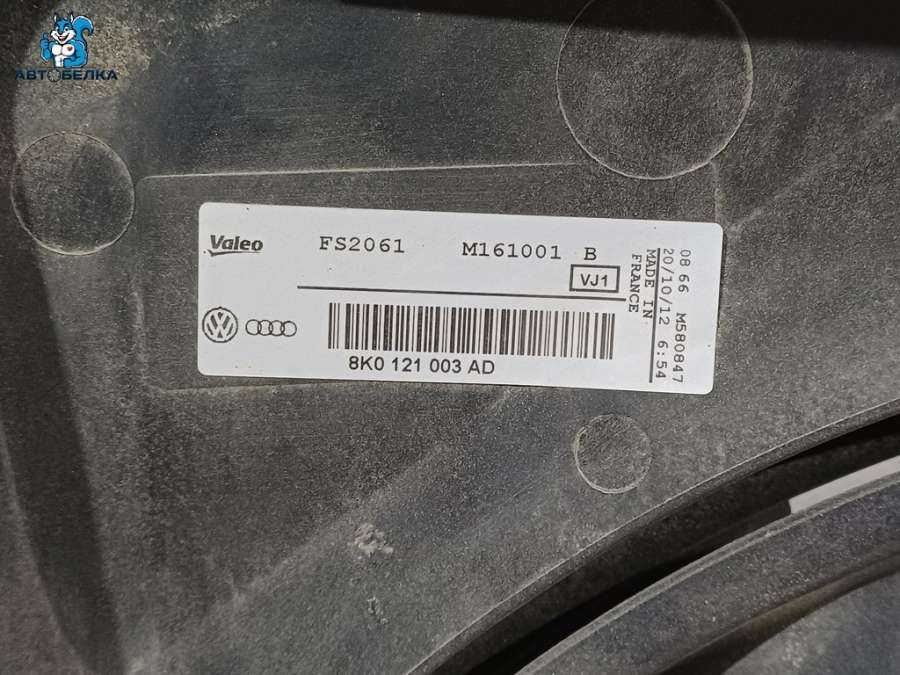 АВТОБЕЛКА
Valeo FS2061 M161001 B
VJ1
8K0 121 003 AD
08 66 M580847
20/10/12 6:54
MADE IN
FRANCE